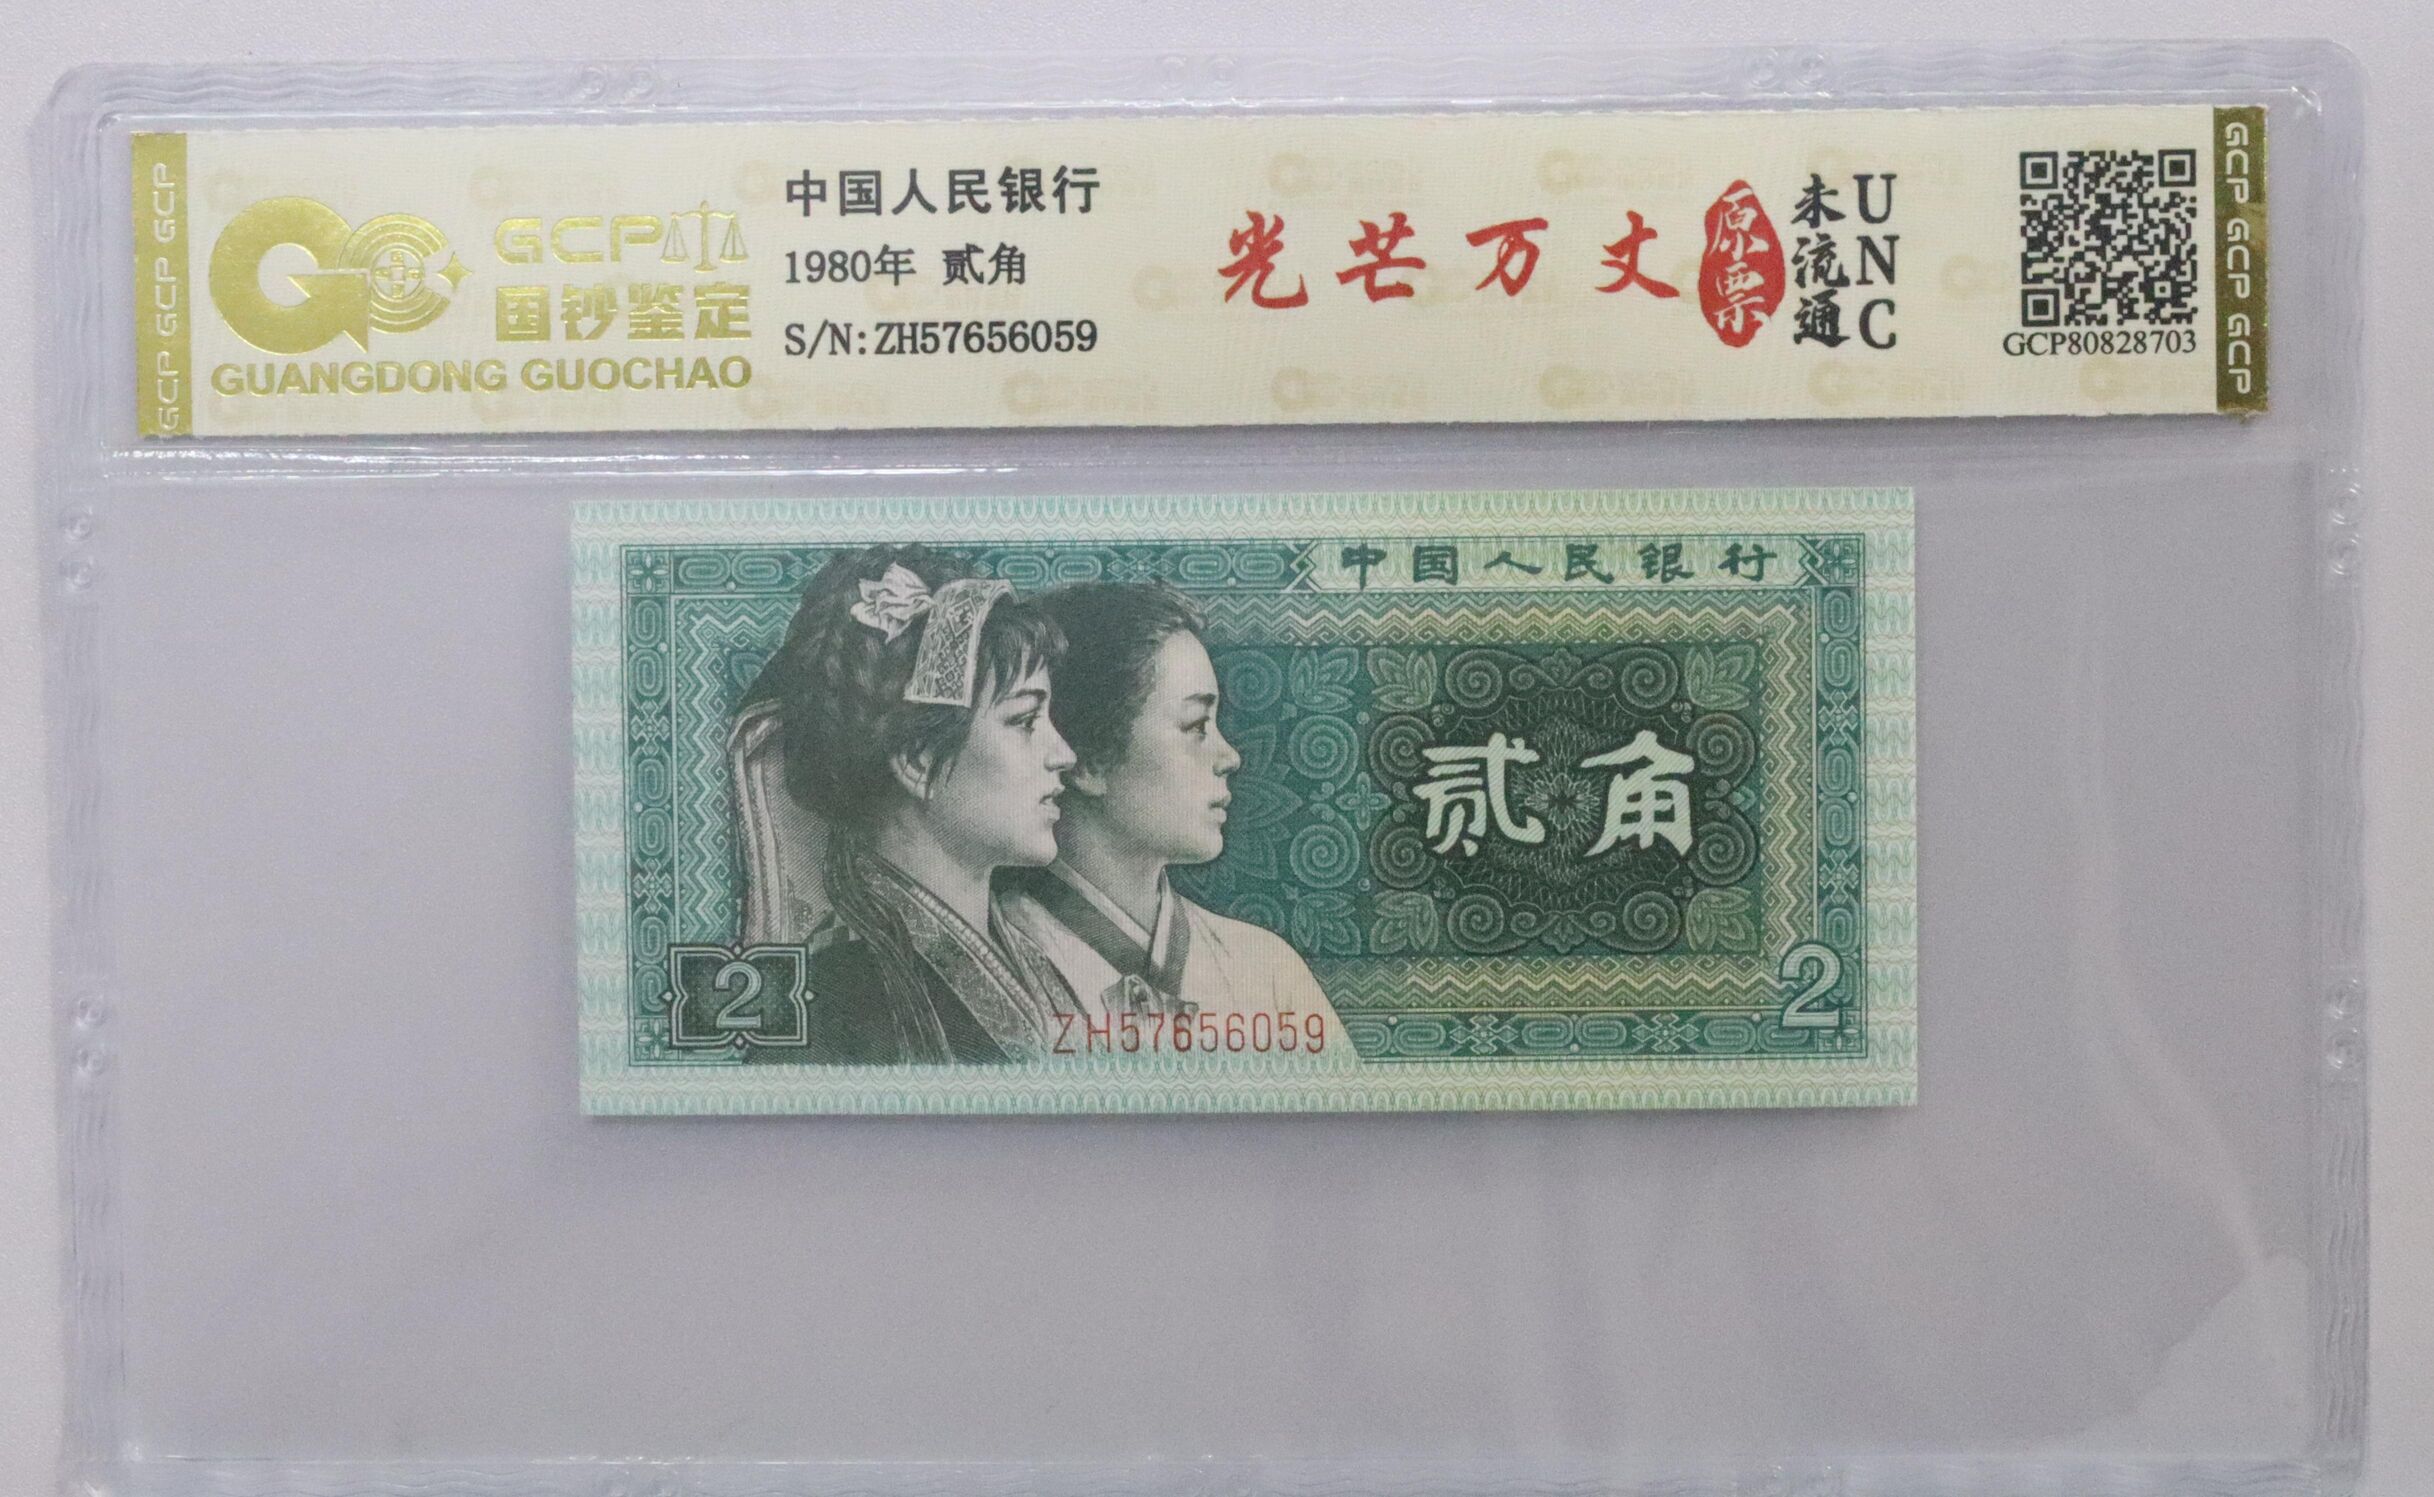 GCP GCP GCP
GCP
国钞鉴定
GUANGDONG GUOCHAO
中国人民银行
1980年 贰角
S/N:ZH57656059
光芒万丈
原票
未流通
UNC
GCP80828703
GCP GCP GCP
中国人民银行
贰角
2
2
ZH57656059